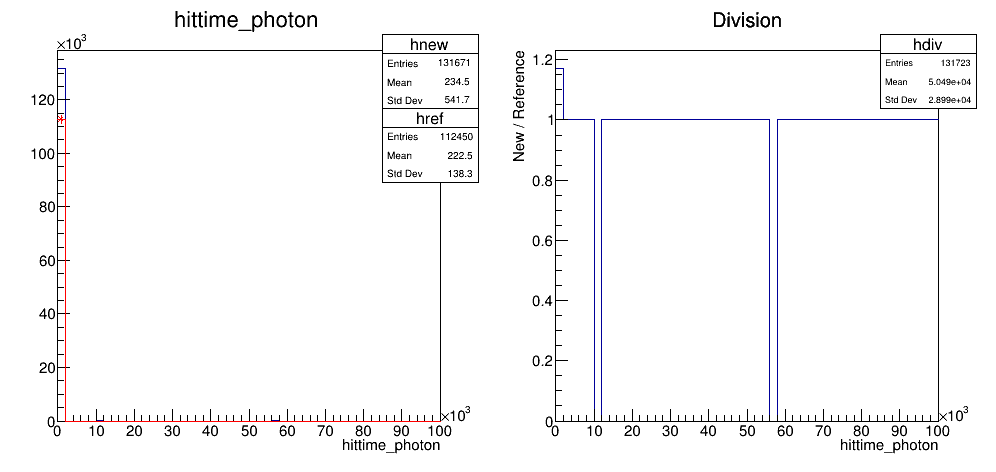 hittime_photon
×10³
hnew
Entries 131671
Mean 234.5
Std Dev 541.7
href
Entries 112450
Mean 222.5
Std Dev 138.3
120
100
80
60
40
20
0
0 10 20 30 40 50 60 70 80 90 100
×10³
hittime_photon
Division
hdiv
Entries 131723
Mean 5.049e+04
Std Dev 2.899e+04
New / Reference
1.2
1
0.8
0.6
0.4
0.2
0
0 10 20 30 40 50 60 70 80 90 100
×10³
hittime_photon